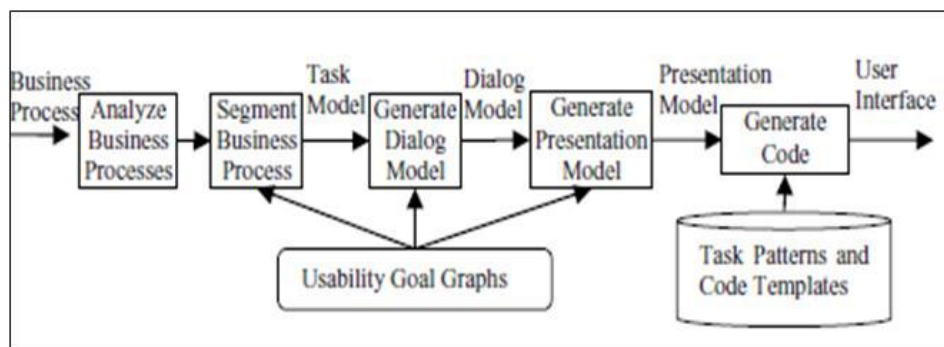 Business
Process
Analyze
Business
Processes
Segment
Business
Process
Task
Model
Generate
Dialog
Model
Dialog
Model
Generate
Presentation
Model
Presentation
Model
Generate
Code
User
Interface
Usability Goal Graphs
Task Patterns and
Code Templates